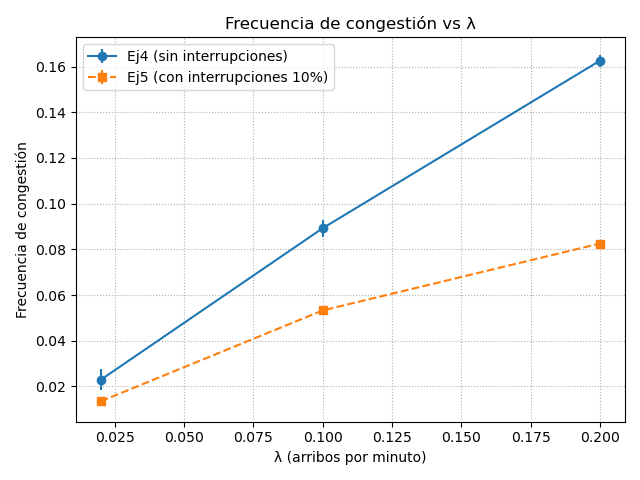 Frecuencia de congestión vs λ
Ej4 (sin interrupciones)
Ej5 (con interrupciones 10%)
Frecuencia de congestión
0.16
0.14
0.12
0.10
0.08
0.06
0.04
0.02
0.025 0.050 0.075 0.100 0.125 0.150 0.175 0.200
λ (arribos por minuto)